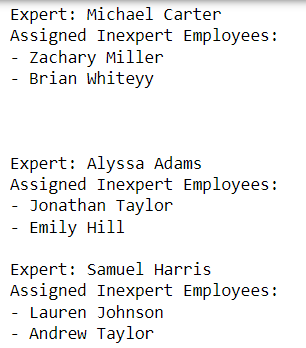 Expert: Michael Carter
Assigned Inexpert Employees:
- Zachary Miller
- Brian Whiteyy
Expert: Alyssa Adams
Assigned Inexpert Employees:
- Jonathan Taylor
- Emily Hill
Expert: Samuel Harris
Assigned Inexpert Employees:
- Lauren Johnson
- Andrew Taylor